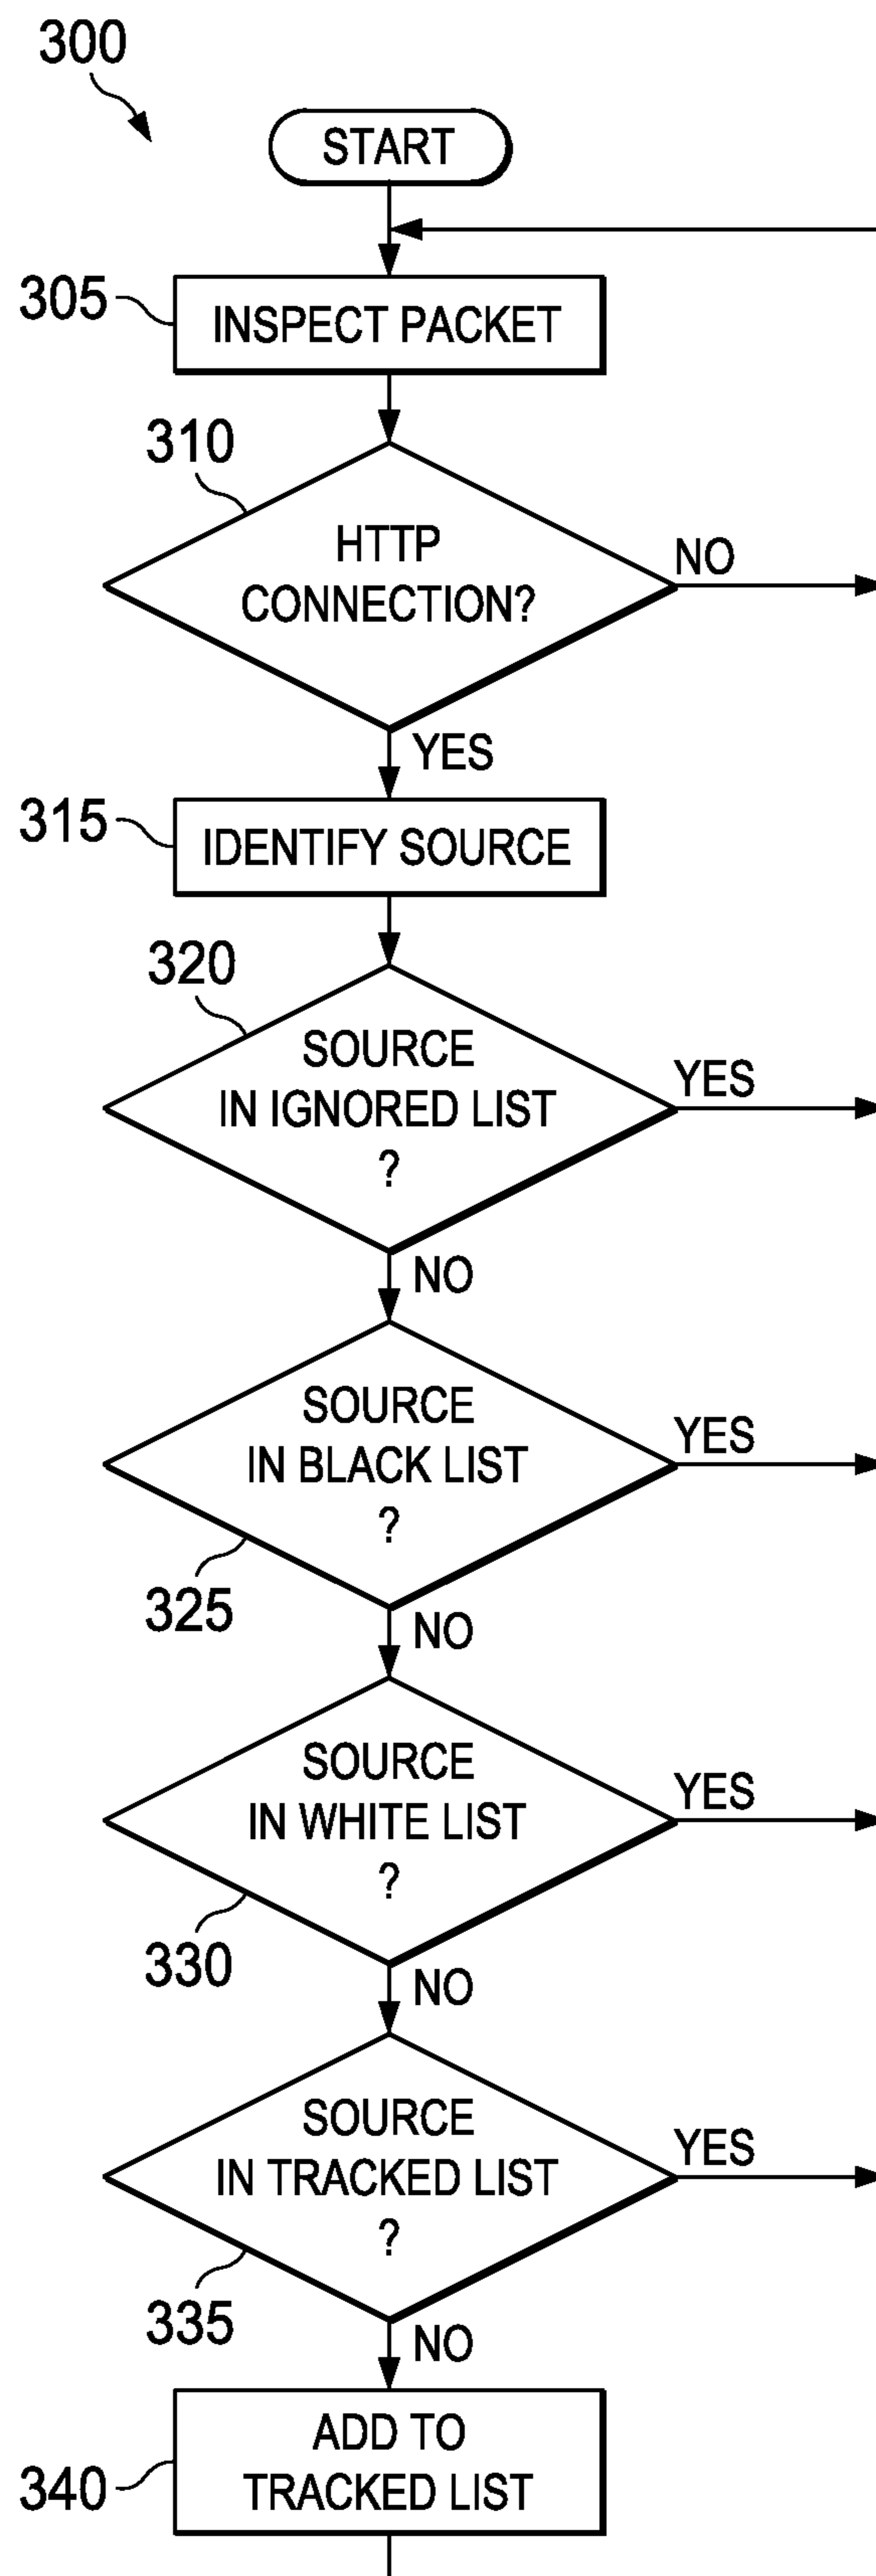 300
START
305
INSPECT PACKET
310
HTTP
CONNECTION?
NO
YES
315
IDENTIFY SOURCE
320
SOURCE
IN IGNORED LIST
?
YES
NO
SOURCE
IN BLACK LIST
?
YES
325
NO
SOURCE
IN WHITE LIST
?
YES
330
NO
SOURCE
IN TRACKED LIST
?
YES
335
NO
340
ADD TO
TRACKED LIST